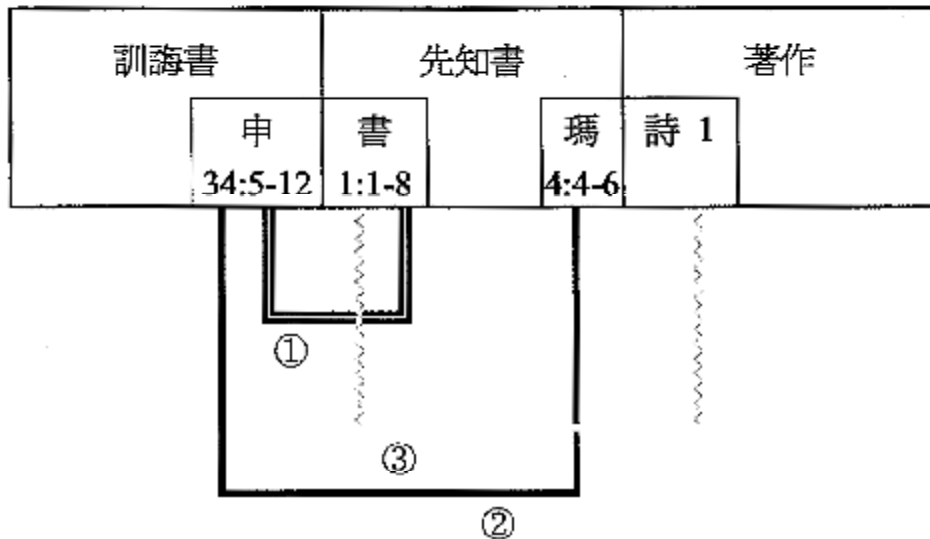 訓誨書 先知書 著作
申 書 瑪 詩 1
34:5-12 1:1-8 4:4-6
①
③
②